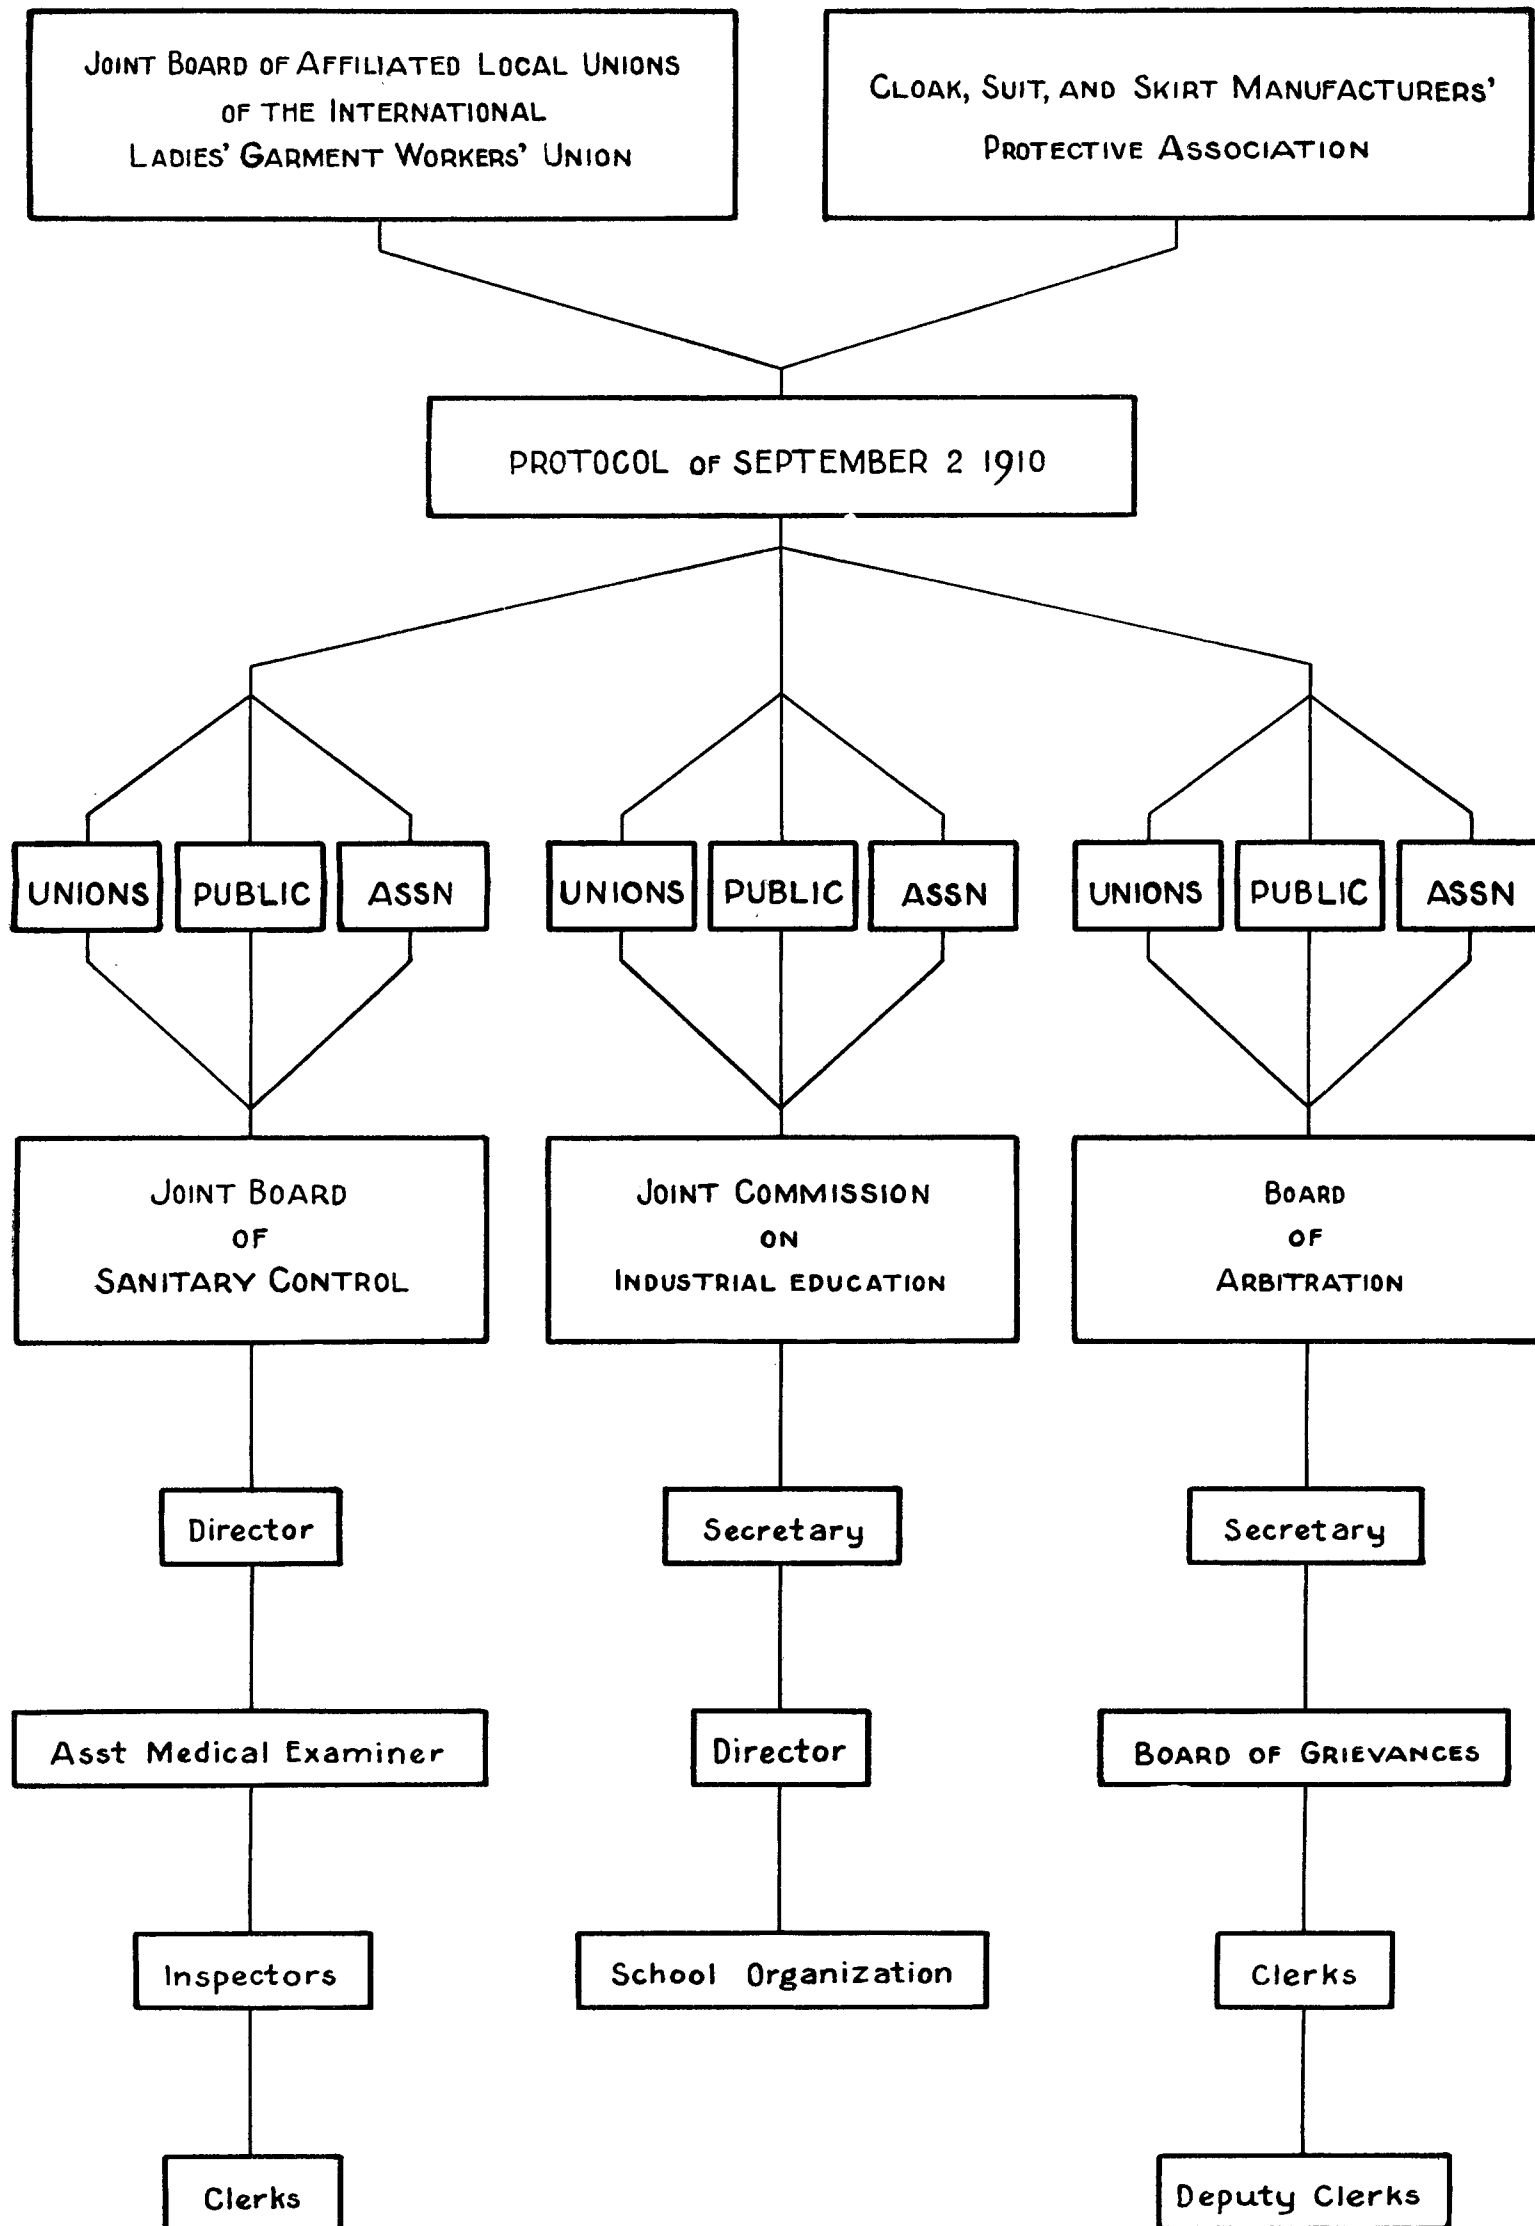 JOINT BOARD OF AFFILIATED LOCAL UNIONS
OF THE INTERNATIONAL
LADIES' GARMENT WORKERS' UNION
CLOAK, SUIT, AND SKIRT MANUFACTURERS'
PROTECTIVE ASSOCIATION
PROTOCOL OF SEPTEMBER 2 1910
UNIONS PUBLIC ASSN
UNIONS PUBLIC ASSN
UNIONS PUBLIC ASSN
JOINT BOARD
OF
SANITARY CONTROL
JOINT COMMISSION
ON
INDUSTRIAL EDUCATION
BOARD
OF
ARBITRATION
Director
Secretary
Secretary
Asst Medical Examiner
Director
BOARD OF GRIEVANCES
Inspectors
School Organization
Clerks
Clerks
Deputy Clerks